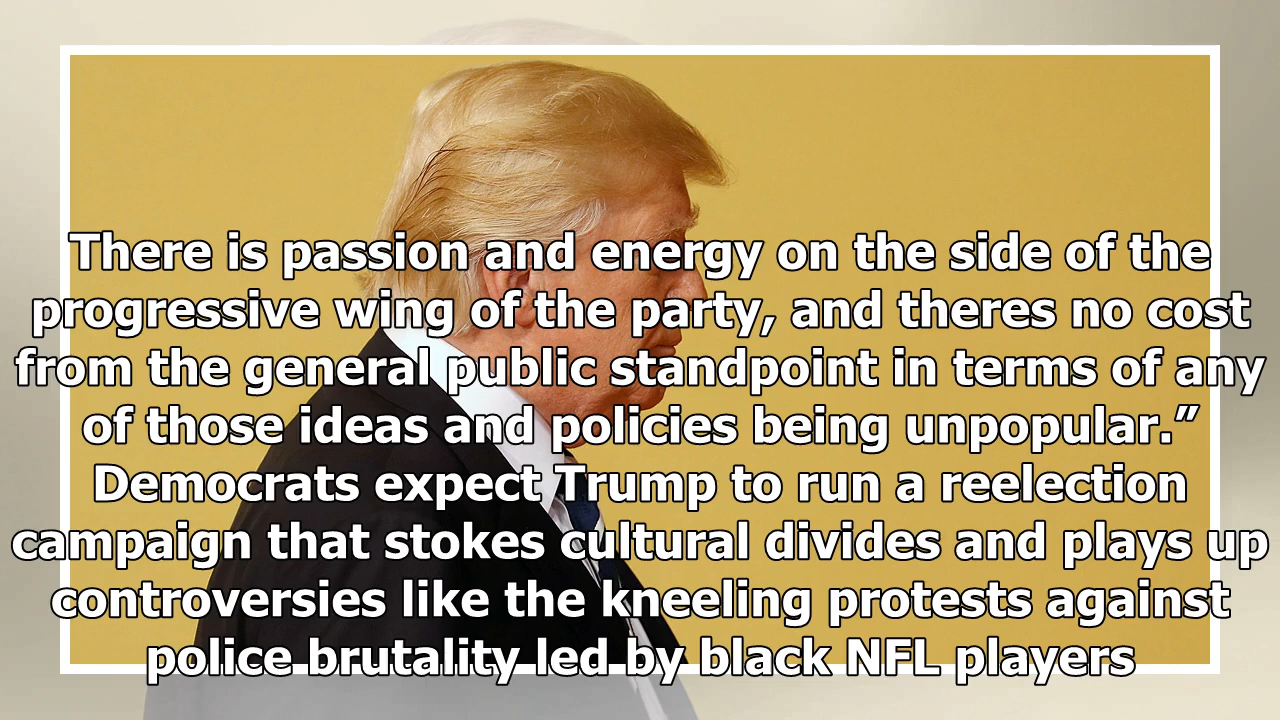 There is passion and energy on the side of the
progressive wing of the party, and theres no cost
from the general public standpoint in terms of any
of those ideas and policies being unpopular.”
Democrats expect Trump to run a reelection
campaign that stokes cultural divides and plays up
controversies like the kneeling protests against
police brutality led by black NFL players